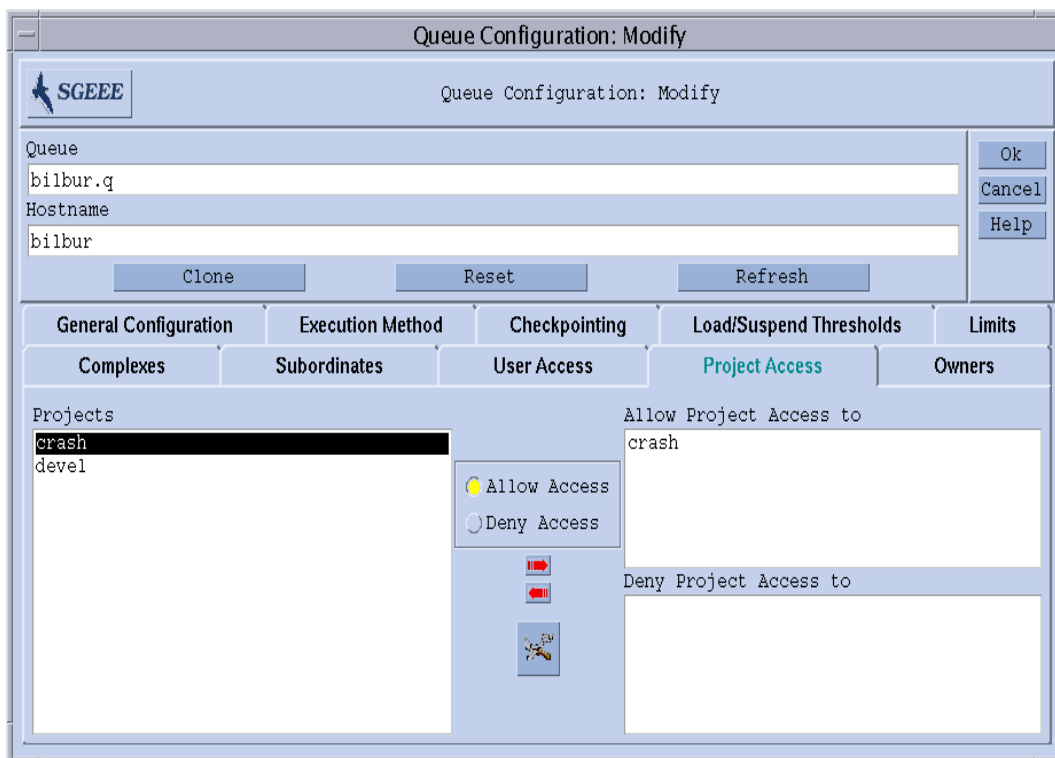 Queue Configuration: Modify
SGEEE
Queue Configuration: Modify
Queue
bilbur.q
Hostname
bilbur
Ok
Cancel
Help
Clone Reset Refresh
General Configuration Execution Method Checkpointing Load/Suspend Thresholds Limits
Complexes Subordinates User Access Project Access Owners
Projects
crash
devel
Allow Access
Deny Access
Allow Project Access to
crash
Deny Project Access to